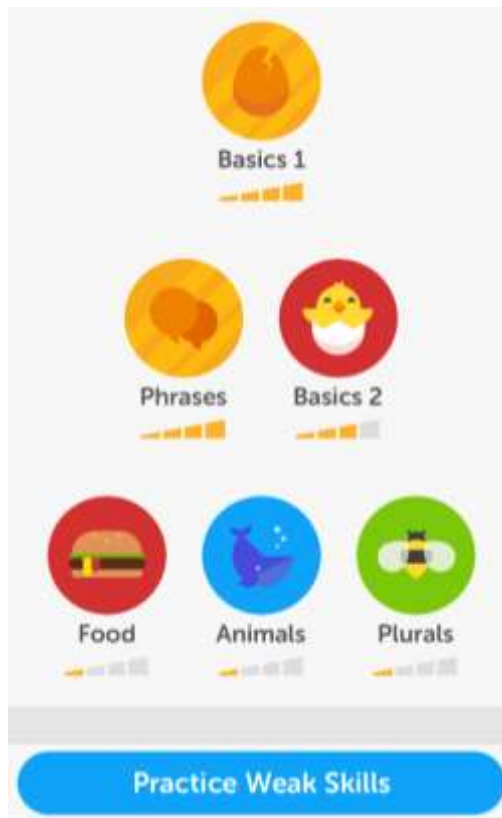 Basics 1
Phrases
Basics 2
Food
Animals
Plurals
Practice Weak Skills